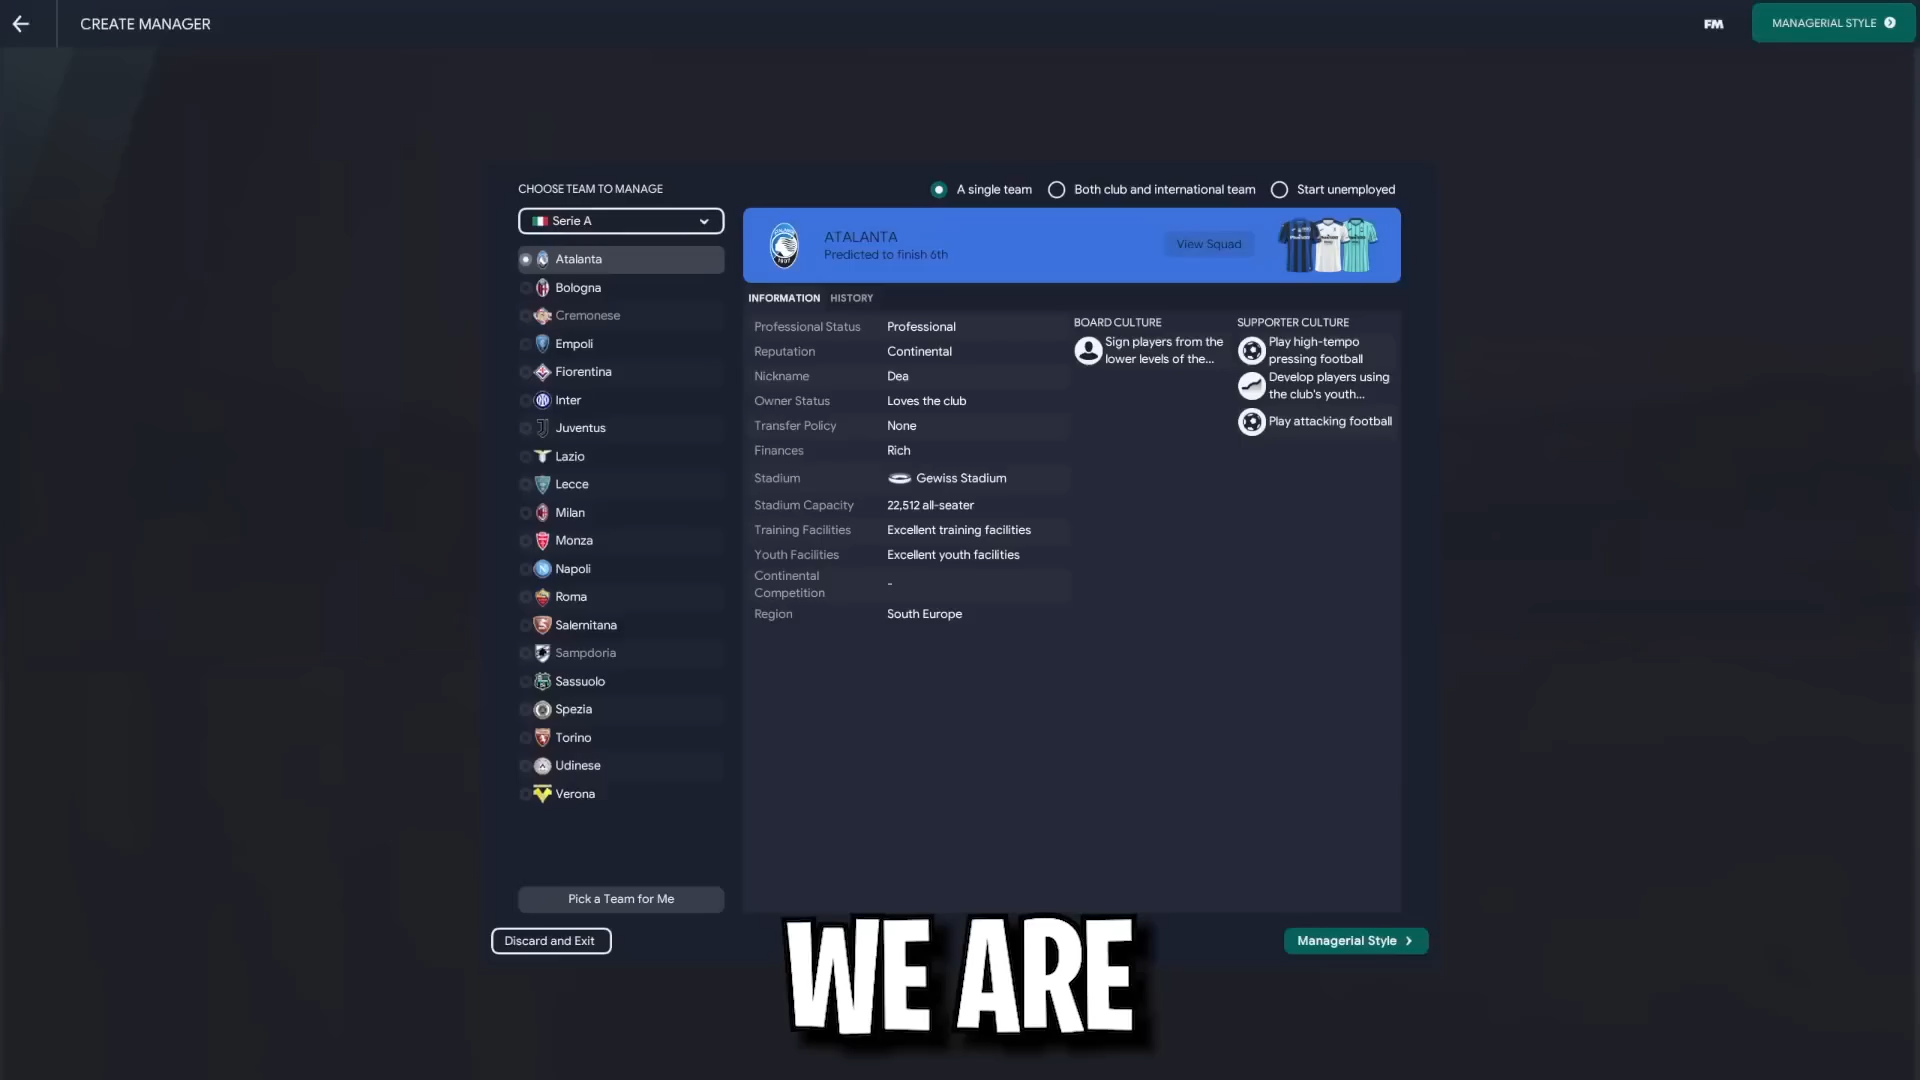 CREATE MANAGER
FM
MANAGERIAL STYLE
CHOOSE TEAM TO MANAGE
A single team
Both club and international team
Start unemployed
Serie A
Atalanta
Bologna
Cremonese
Empoli
Fiorentina
Inter
Juventus
Lazio
Lecce
Milan
Monza
Napoli
Roma
Salernitana
Sampdoria
Sassuolo
Spezia
Torino
Udinese
Verona
Pick a Team for Me
ATALANTA
Predicted to finish 6th
View Squad
INFORMATION HISTORY
Professional Status Professional
Reputation Continental
Nickname Dea
Owner Status Loves the club
Transfer Policy None
Finances Rich
Stadium Gewiss Stadium
Stadium Capacity 22,512 all-seater
Training Facilities Excellent training facilities
Youth Facilities Excellent youth facilities
Continental
Competition -
Region South Europe
BOARD CULTURE
Sign players from the
lower levels of the...
SUPPORTER CULTURE
Play high-tempo
pressing football
Develop players using
the club's youth...
Play attacking football
Discard and Exit
Managerial Style
WE ARE